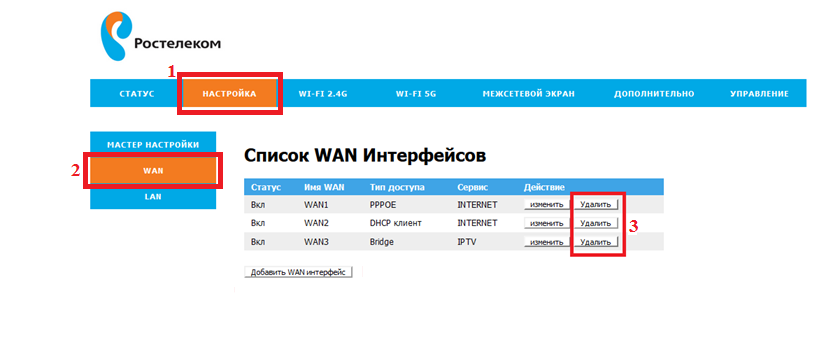 Ростелеком
1
СТАТУС НАСТРОЙКА WI-FI 2.4G WI-FI 5G МЕЖСЕТЕВОЙ ЭКРАН ДОПОЛНИТЕЛЬНО УПРАВЛЕНИЕ
МАСТЕР НАСТРОЙКИ
2 WAN
LAN
Список WAN Интерфейсов
Статус Имя WAN Тип доступа Сервис Действие
Вкл WAN1 PPPOE INTERNET изменить Удалить
Вкл WAN2 DHCP клиент INTERNET изменить Удалить 3
Вкл WAN3 Bridge IPTV изменить Удалить
Добавить WAN интерфейс